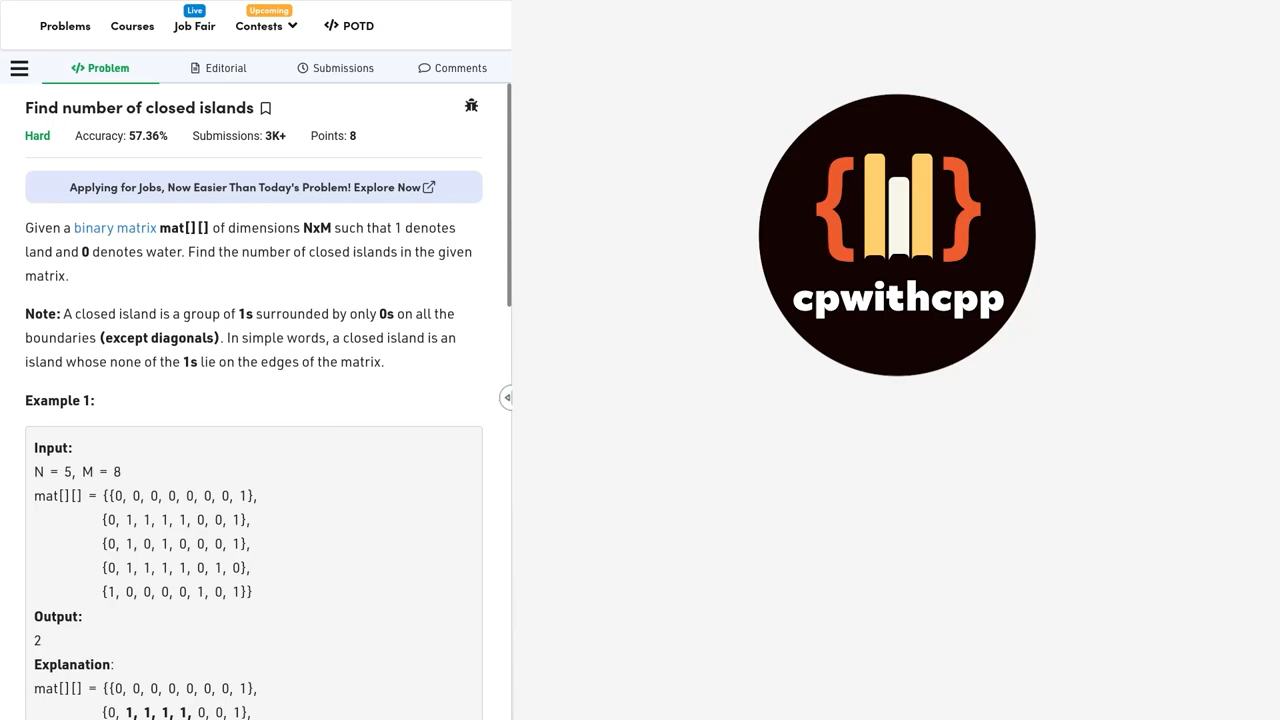 Live
Upcoming
Problems Courses Job Fair Contests </> POTD
</> Problem Editorial Submissions Comments
Find number of closed islands
Hard Accuracy: 57.36% Submissions: 3K+ Points: 8
Applying for Jobs, Now Easier Than Today's Problem! Explore Now
Given a binary matrix mat[][] of dimensions NxM such that 1 denotes
land and 0 denotes water. Find the number of closed islands in the given
matrix.
Note: A closed island is a group of 1s surrounded by only 0s on all the
boundaries (except diagonals). In simple words, a closed island is an
island whose none of the 1s lie on the edges of the matrix.
Example 1:
Input:
N = 5, M = 8
mat[][] = {{0, 0, 0, 0, 0, 0, 0, 1},
{0, 1, 1, 1, 1, 0, 0, 1},
{0, 1, 0, 1, 0, 0, 0, 1},
{0, 1, 1, 1, 1, 0, 1, 0},
{1, 0, 0, 0, 0, 1, 0, 1}}
Output:
2
Explanation:
mat[][] = {{0, 0, 0, 0, 0, 0, 0, 1},
{0, 1, 1, 1, 1, 0, 0, 1},
cpwithcpp